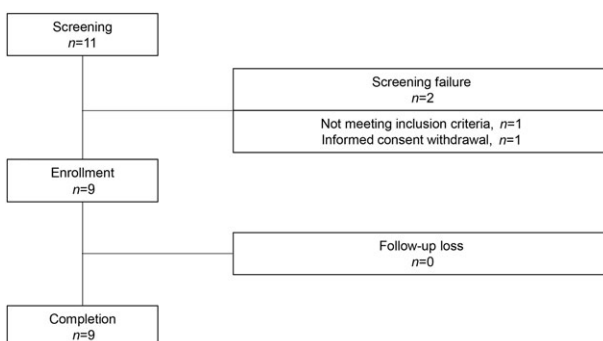 Screening
n=11
Screening failure
n=2
Not meeting inclusion criteria, n=1
Informed consent withdrawal, n=1
Enrollment
n=9
Follow-up loss
n=0
Completion
n=9